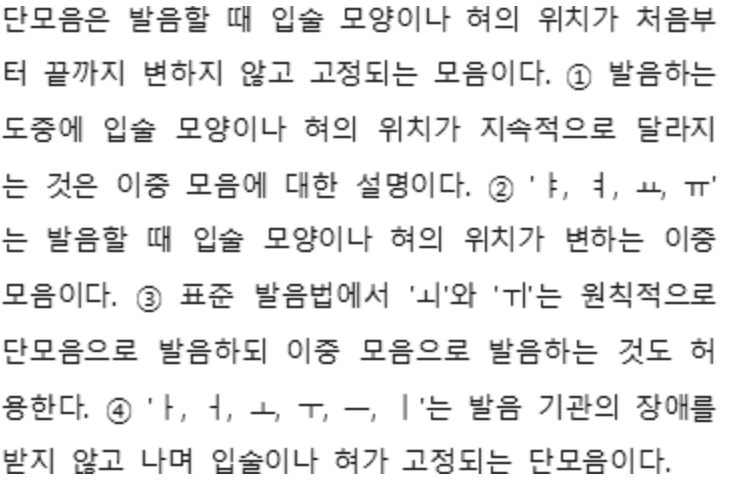 단모음은 발음할 때 입술 모양이나 혀의 위치가 처음부
터 끝까지 변하지 않고 고정되는 모음이다. ① 발음하는
도중에 입술 모양이나 혀의 위치가 지속적으로 달라지
는 것은 이중 모음에 대한 설명이다. ② 'ㅑ, ㅕ, ㅛ, ㅠ'
는 발음할 때 입술 모양이나 혀의 위치가 변하는 이중
모음이다. ③ 표준 발음법에서 'ㅚ'와 'ㅟ'는 원칙적으로
단모음으로 발음하되 이중 모음으로 발음하는 것도 허
용한다. ④ 'ㅏ, ㅓ, ㅗ, ㅜ, ㅡ, ㅣ'는 발음 기관의 장애를
받지 않고 나며 입술이나 혀가 고정되는 단모음이다.